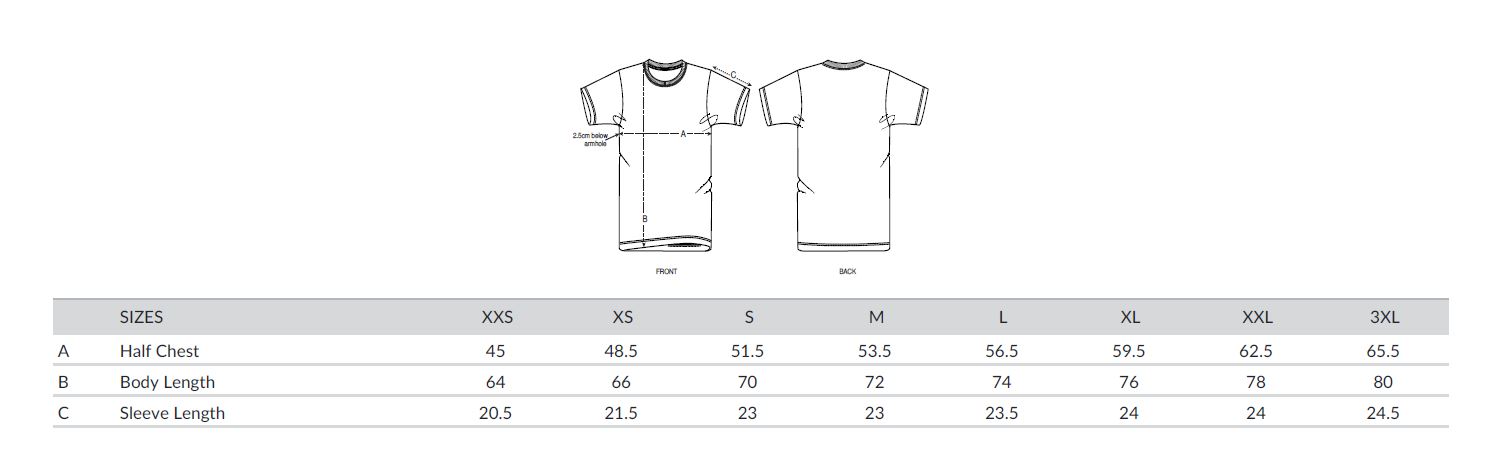 C
2.5cm below
armhole
A
B
FRONT BACK
SIZES XXS XS S M L XL XXL 3XL
A Half Chest 45 48.5 51.5 53.5 56.5 59.5 62.5 65.5
B Body Length 64 66 70 72 74 76 78 80
C Sleeve Length 20.5 21.5 23 23 23.5 24 24 24.5